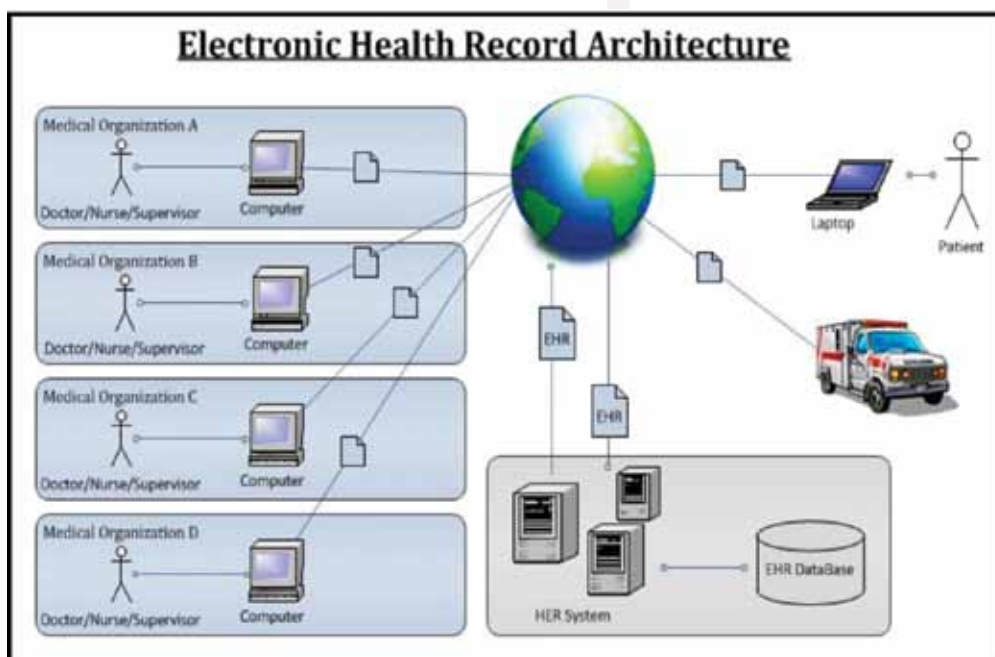 Electronic Health Record Architecture
Medical Organization A
Doctor/Nurse/Supervisor
Computer
Medical Organization B
Doctor/Nurse/Supervisor
Computer
Medical Organization C
Doctor/Nurse/Supervisor
Computer
Medical Organization D
Doctor/Nurse/Supervisor
Computer
Laptop
Patient
EHR
EHR
HER System
EHR DataBase